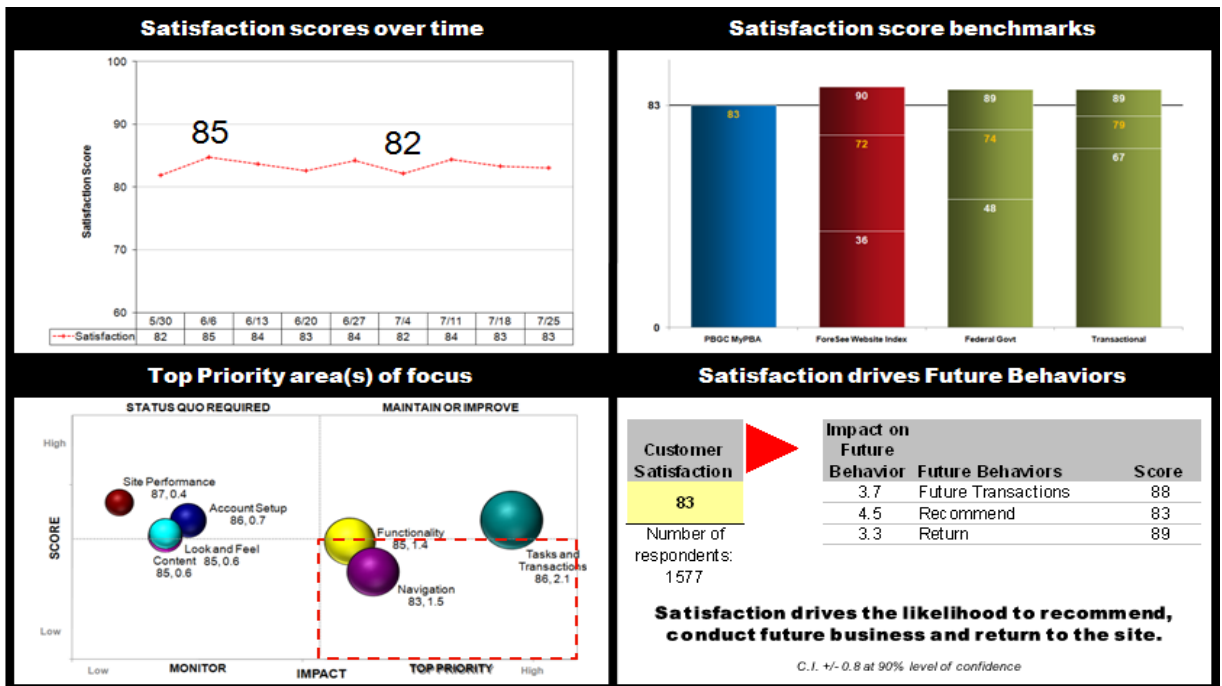 Satisfaction scores over time
100
90
80
70
60
Satisfaction Score
85
82
5/30 6/6 6/13 6/20 6/27 7/4 7/11 7/18 7/25
Satisfaction 82 85 84 83 84 82 84 83 83
Satisfaction score benchmarks
83
0
83
90
72
36
89
74
48
89
79
67
PBGC MyPBA ForeSee Website Index Federal Govt Transactional
Top Priority area(s) of focus
STATUS QUO REQUIRED MAINTAIN OR IMPROVE
High
SCORE
Low
Site Performance
87, 0.4
Account Setup
86, 0.7
Look and Feel
85, 0.6
Content
85, 0.6
Functionality
85, 1.4
Navigation
83, 1.5
Tasks and
Transactions
86, 2.1
Low MONITOR IMPACT TOP PRIORITY High
Satisfaction drives Future Behaviors
Customer
Satisfaction
83
Number of
respondents:
1577
Impact on
Future
Behavior Future Behaviors Score
3.7 Future Transactions 88
4.5 Recommend 83
3.3 Return 89
Satisfaction drives the likelihood to recommend,
conduct future business and return to the site.
C.I. +/- 0.8 at 90% level of confidence